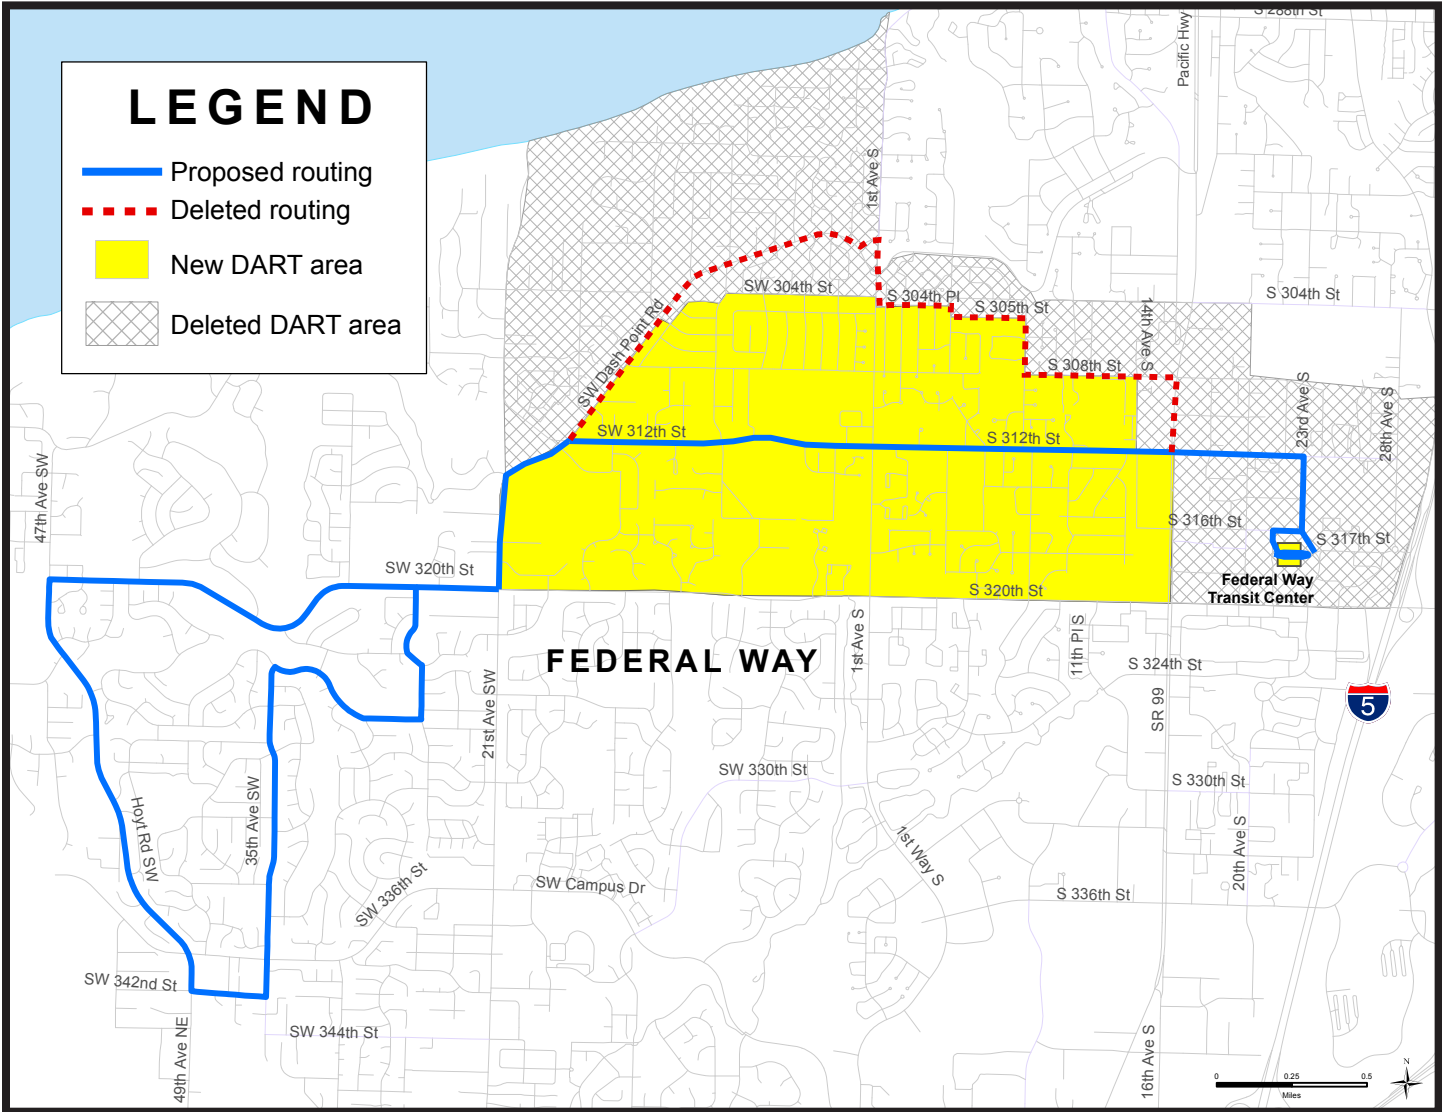 S 288th St
Pacific Hwy
LEGEND
Proposed routing
Deleted routing
New DART area
Deleted DART area
1st Ave S
SW 304th St
S 304th Pl
S 305th St
S 304th St
14th Ave S
SW Dash Point Rd
S 308th St
23rd Ave S
28th Ave S
SW 312th St
S 312th St
47th Ave SW
S 316th St
S 317th St
SW 320th St
S 320th St
Federal Way
Transit Center
FEDERAL WAY
1st Ave S
11th Pl S
S 324th St
21st Ave SW
SR 99
5
SW 330th St
S 330th St
Hoyt Rd SW
35th Ave SW
1st Way S
20th Ave S
SW 336th St
SW Campus Dr
S 336th St
SW 342nd St
SW 344th St
49th Ave NE
16th Ave S
N
0 0.25 0.5
Miles